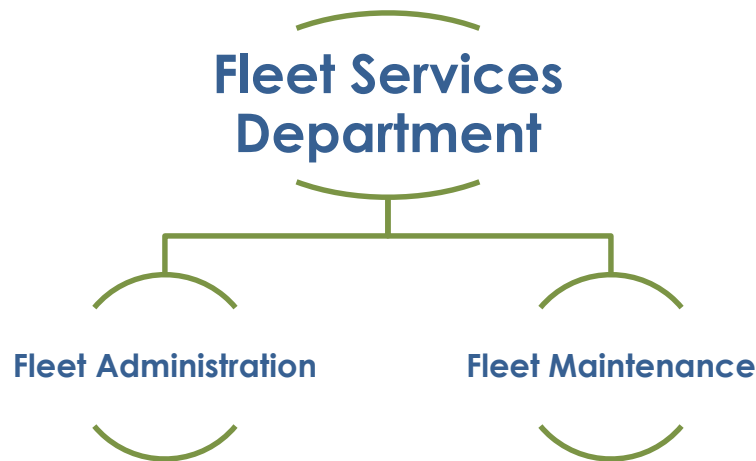 Fleet Services
Department
Fleet Administration
Fleet Maintenance